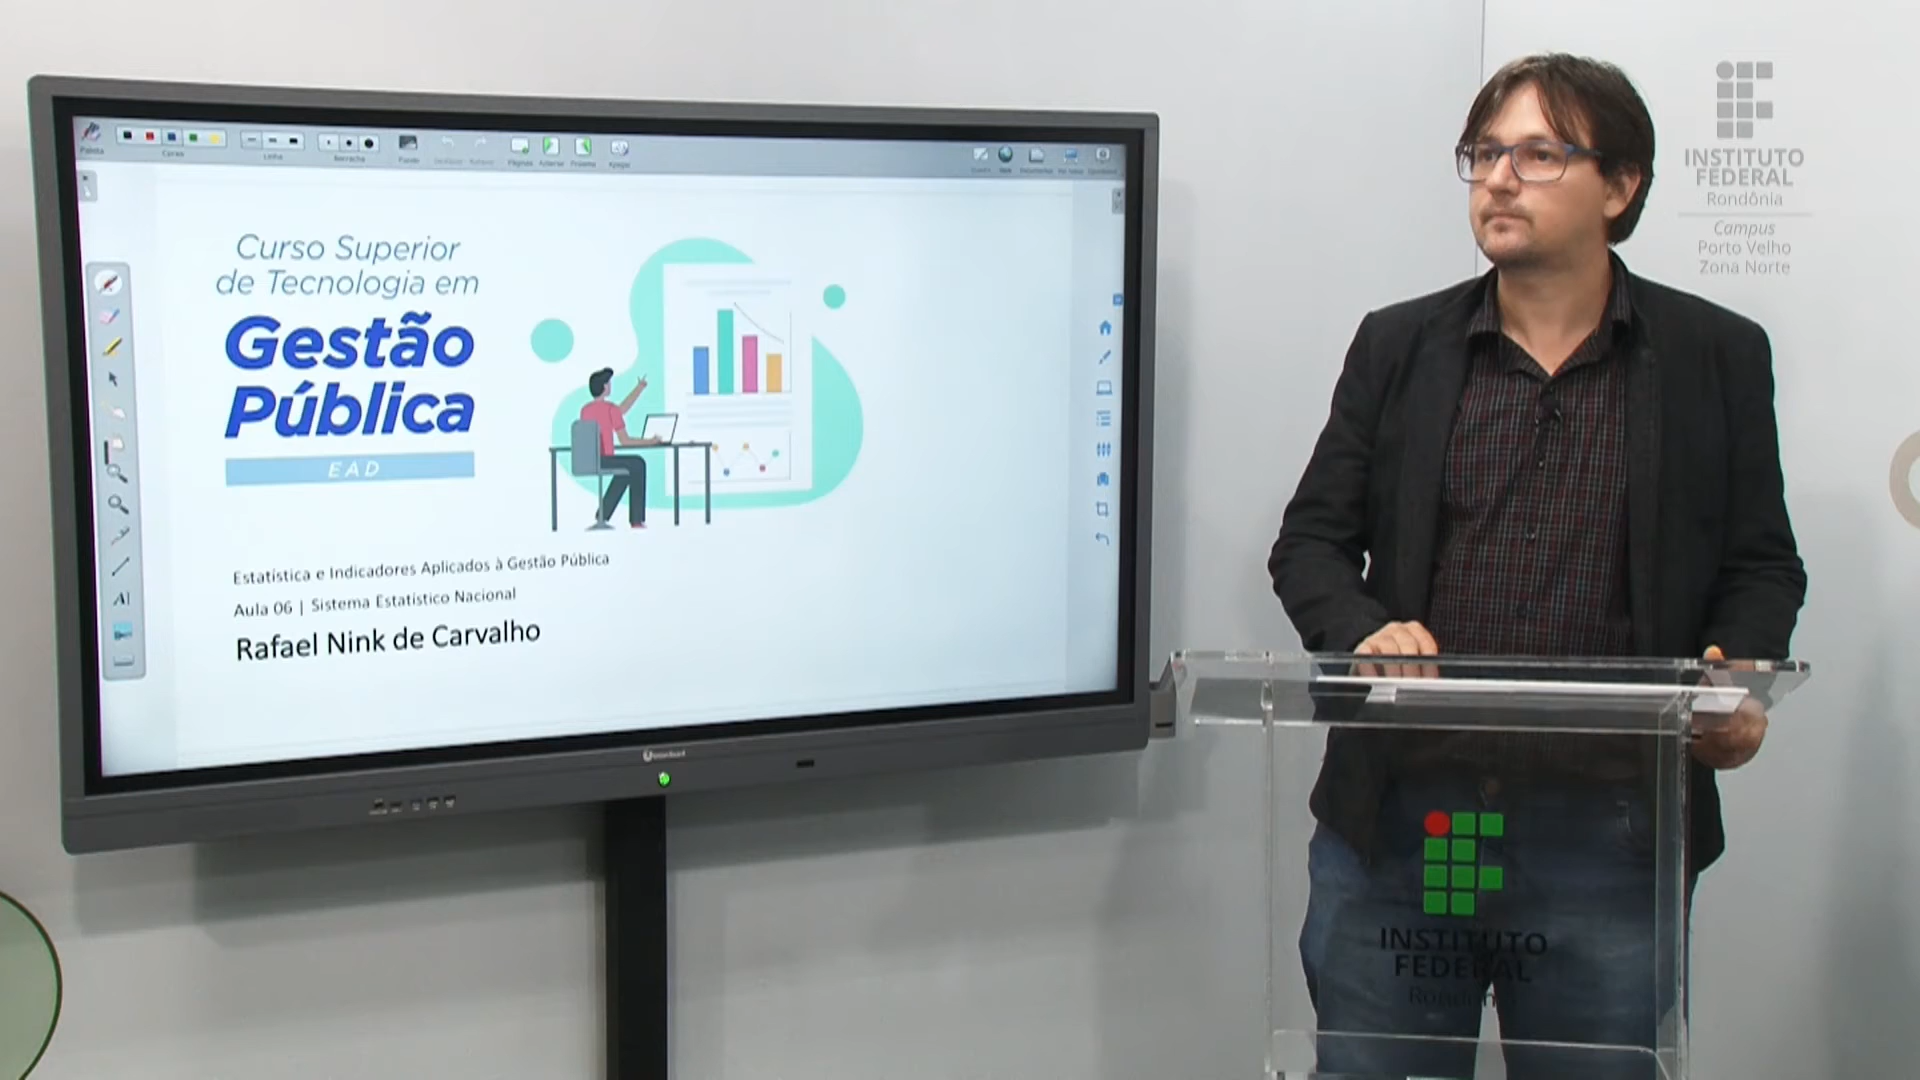 Curso Superior
de Tecnologia em
Gestão
Pública
EAD
Estatística e Indicadores Aplicados à Gestão Pública
Aula 06 | Sistema Estatístico Nacional
Rafael Nink de Carvalho
INSTITUTO
FEDERAL
Rondônia
Campus
Porto Velho
Zona Norte
INSTITUTO
FEDERAL
Rondônia